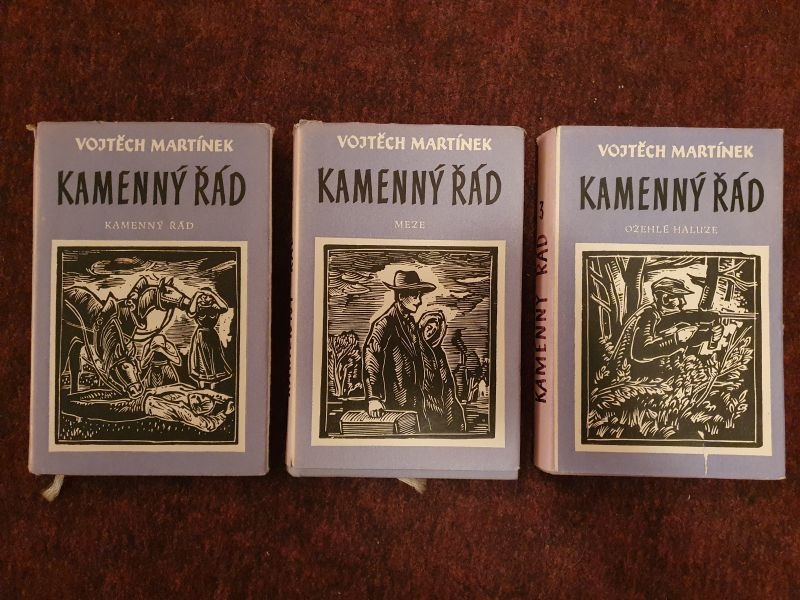 VOJTĚCH MARTÍNEK
KAMENNÝ ŘÁD
KAMENNÝ ŘÁD
VOJTĚCH MARTÍNEK
KAMENNÝ ŘÁD
MEZE
KAMENNÝ ŘÁD 3
VOJTĚCH MARTÍNEK
KAMENNÝ ŘÁD
OŽEHLÉ HALUZE